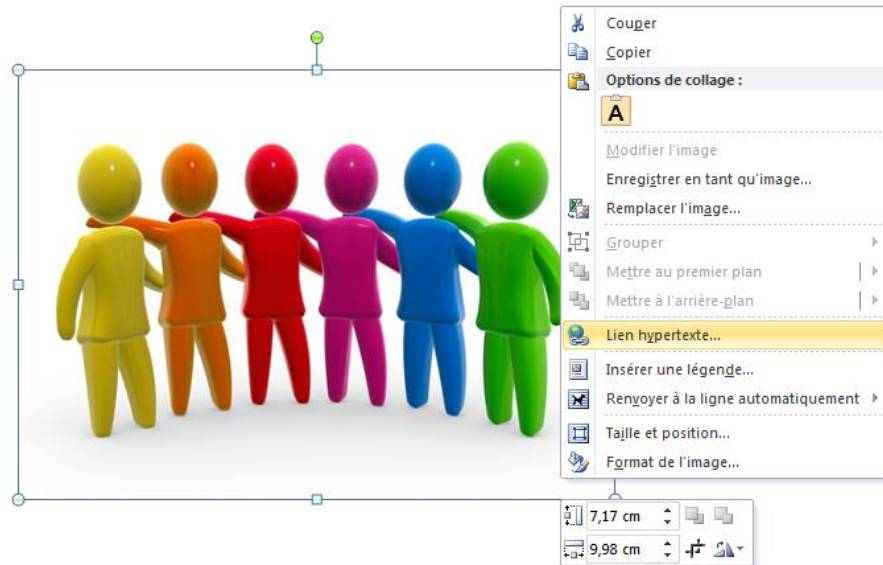 Couper
Copier
Options de collage :
A
Modifier l'image
Enregistrer en tant qu'image...
Remplacer l'image...
Grouper
Mettre au premier plan
Mettre à l'arrière-plan
Lien hypertexte...
Insérer une légende...
Renvoyer à la ligne automatiquement
Taille et position...
Format de l'image...
7,17 cm
9,98 cm